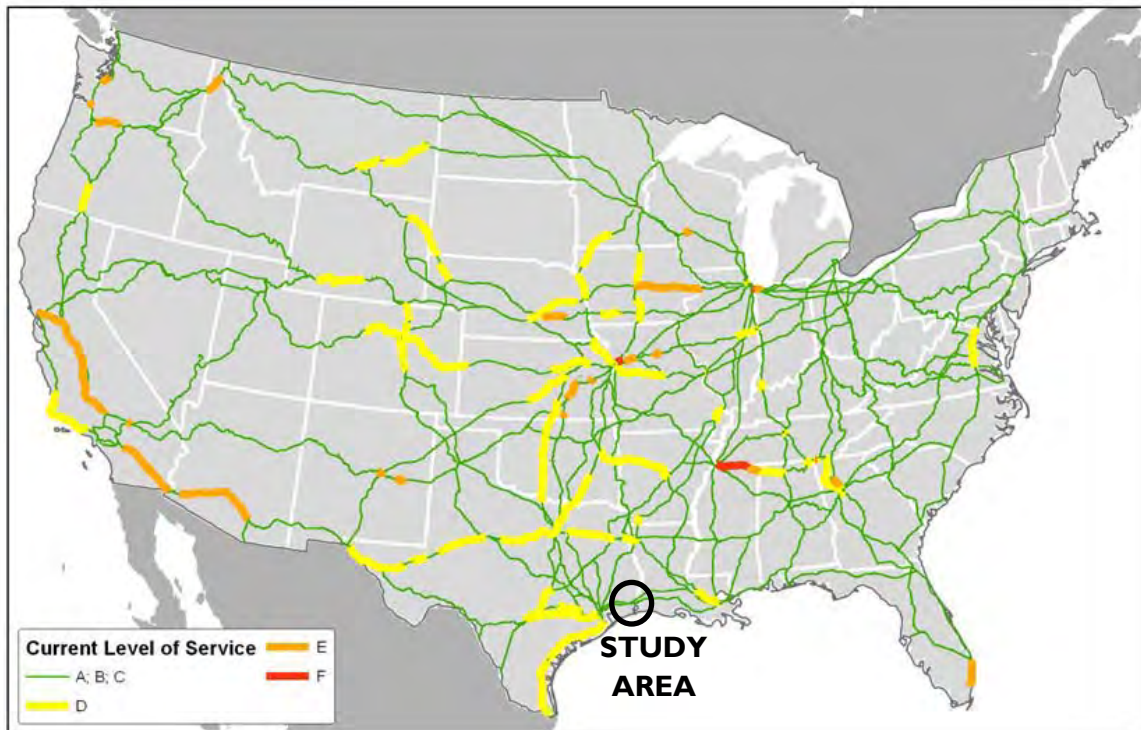 STUDY
AREA
Current Level of Service
A; B; C
D
E
F